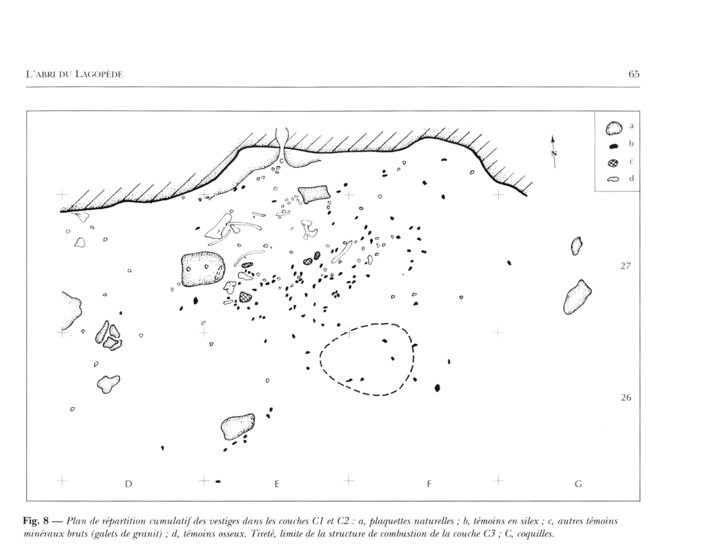 L'ABRI DU LAGOPÈDE 65
a
b
N
c
d
27
26
D E F G
Fig. 8 — Plan de répartition cumulatif des vestiges dans les couches C1 et C2 : a, plaquettes naturelles ; b, témoins en silex ; c, autres témoins
minéraux bruts (galets de granit) ; d, témoins osseux. Tireté, limite de la structure de combustion de la couche C3 ; C, coquilles.